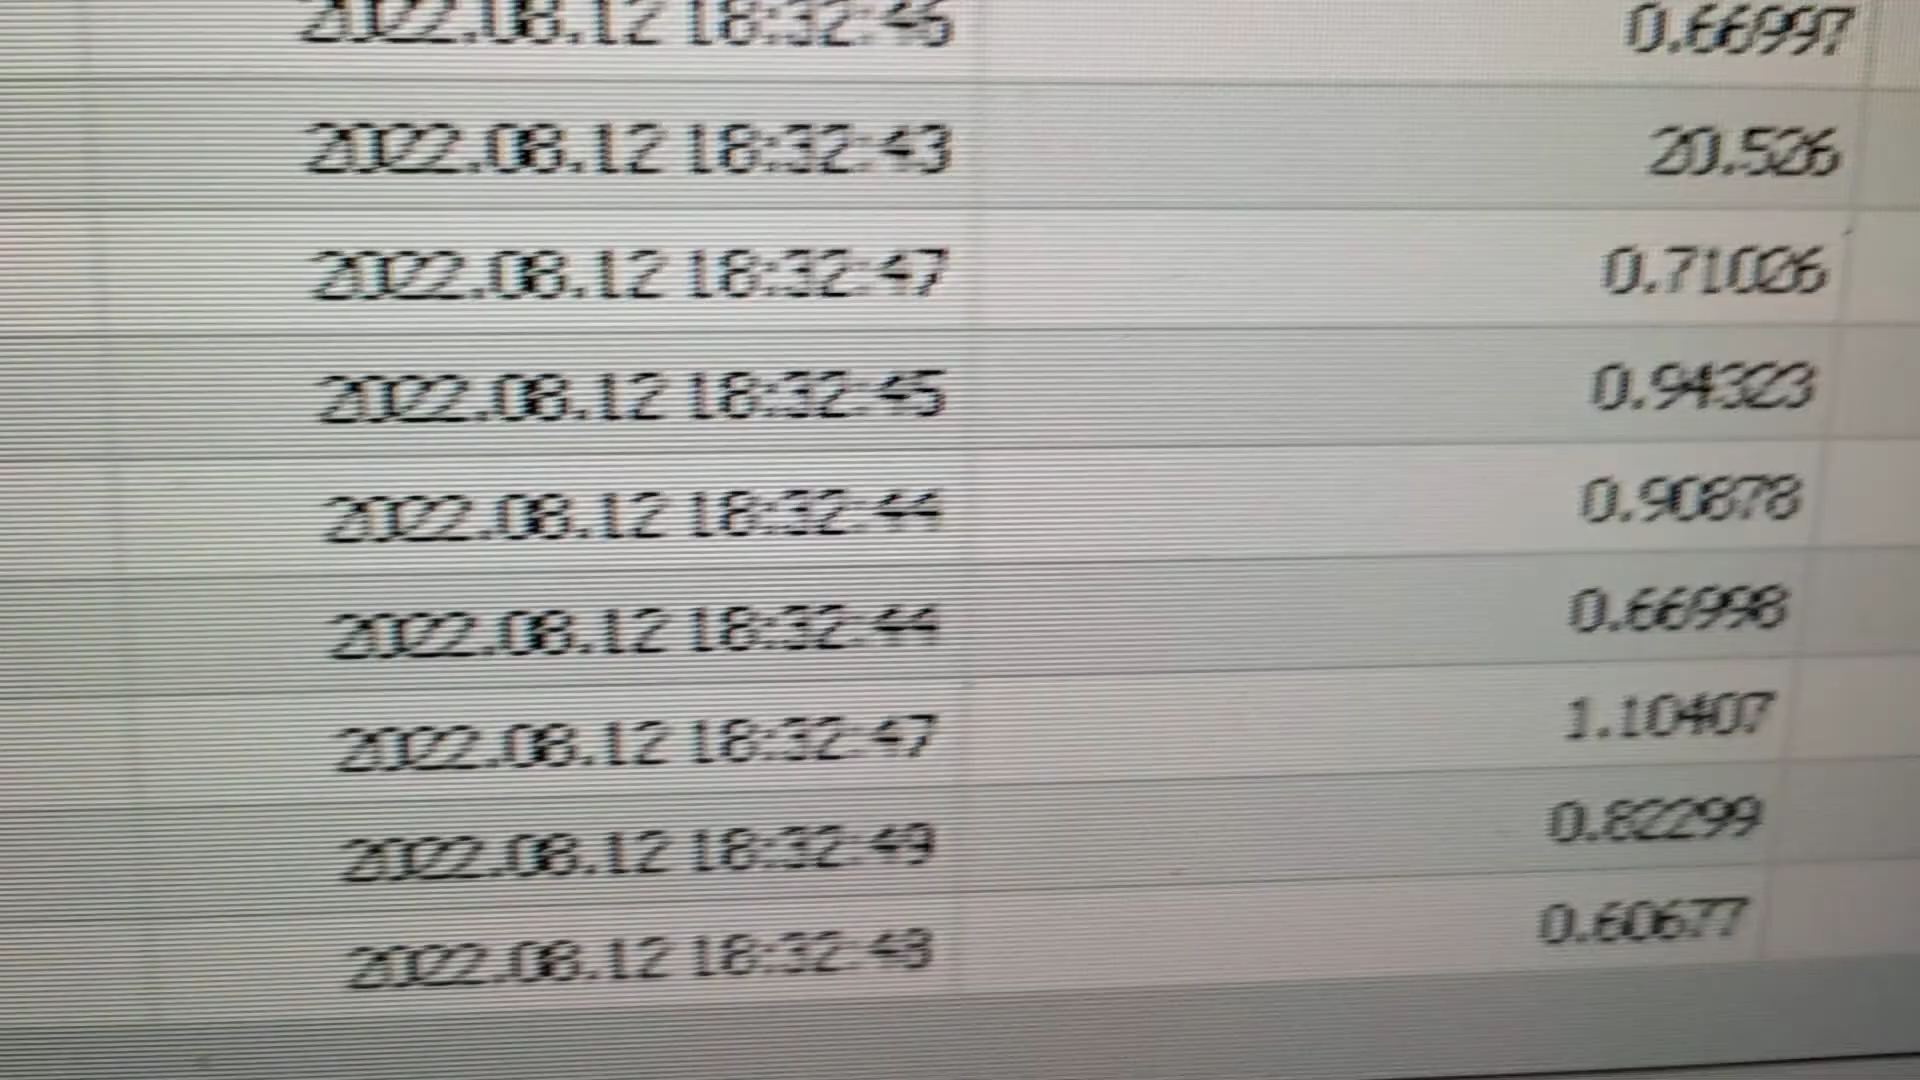 2022.08.12 18:32:46 0.66997
2022.08.12 18:32:43 20.526
2022.08.12 18:32:47 0.71026
2022.08.12 18:32:45 0.94323
2022.08.12 18:32:44 0.90878
2022.08.12 18:32:44 0.66998
2022.08.12 18:32:47 1.10407
2022.08.12 18:32:49 0.82299
2022.08.12 18:32:48 0.60677